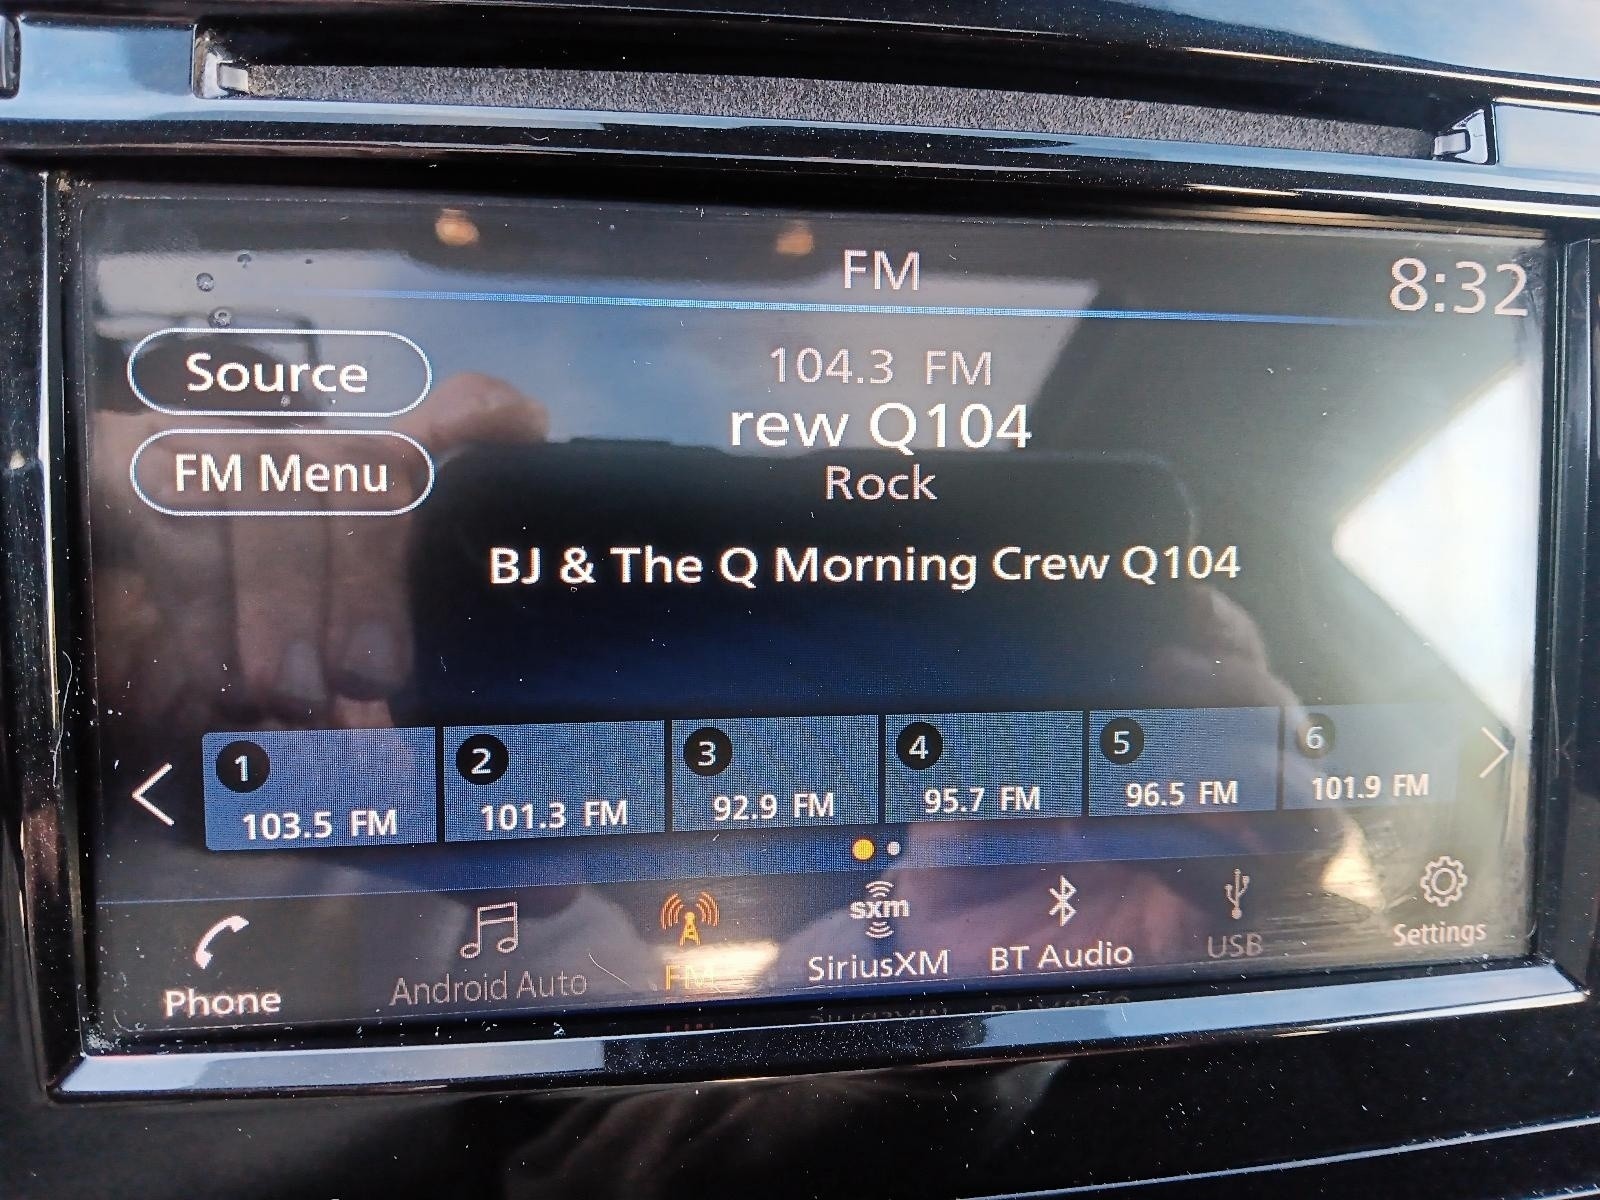 FM
8:32
Source
104.3 FM
rew Q104
FM Menu
Rock
BJ & The Q Morning Crew Q104
1
2
3
4
5
6
103.5 FM
101.3 FM
92.9 FM
95.7 FM
96.5 FM
101.9 FM
sxm
Phone
Android Auto
FM
SiriusXM
BT Audio
USB
Settings